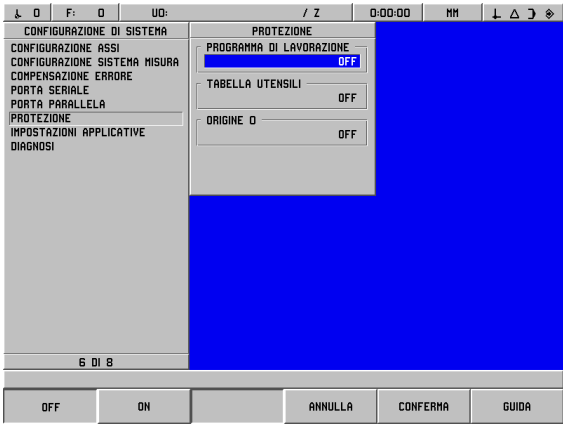 0 F: 0 UO: / Z 0:00:00 MM
CONFIGURAZIONE DI SISTEMA
CONFIGURAZIONE ASSI
CONFIGURAZIONE SISTEMA MISURA
COMPENSAZIONE ERRORE
PORTA SERIALE
PORTA PARALLELA
PROTEZIONE
IMPOSTAZIONI APPLICATIVE
DIAGNOSI
6 DI 8
PROTEZIONE
PROGRAMMA DI LAVORAZIONE
OFF
TABELLA UTENSILI
OFF
ORIGINE 0
OFF
OFF ON ANNULLA CONFERMA GUIDA